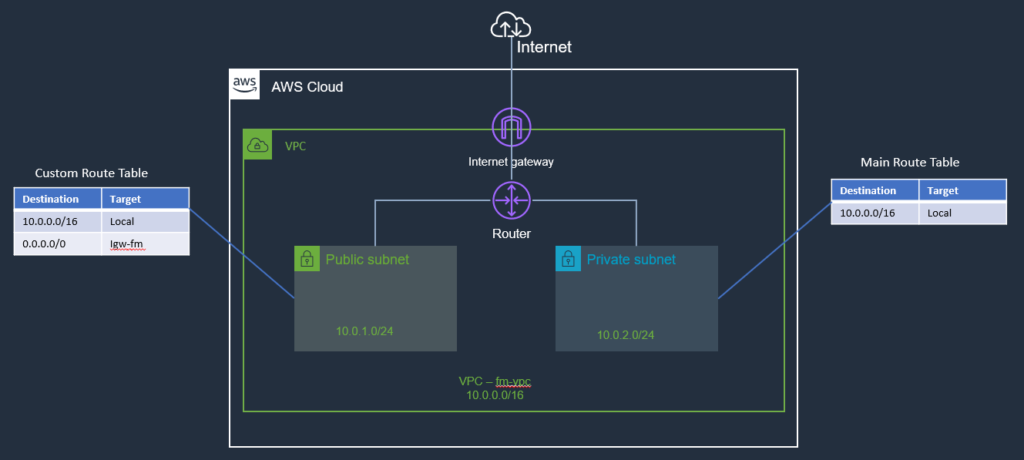 Internet
aws
AWS Cloud
VPC
Internet gateway
Custom Route Table
Destination Target
10.0.0.0/16 Local
0.0.0.0/0 Igw-fm
Main Route Table
Destination Target
10.0.0.0/16 Local
Router
Public subnet
10.0.1.0/24
Private subnet
10.0.2.0/24
VPC – fm-vpc
10.0.0.0/16